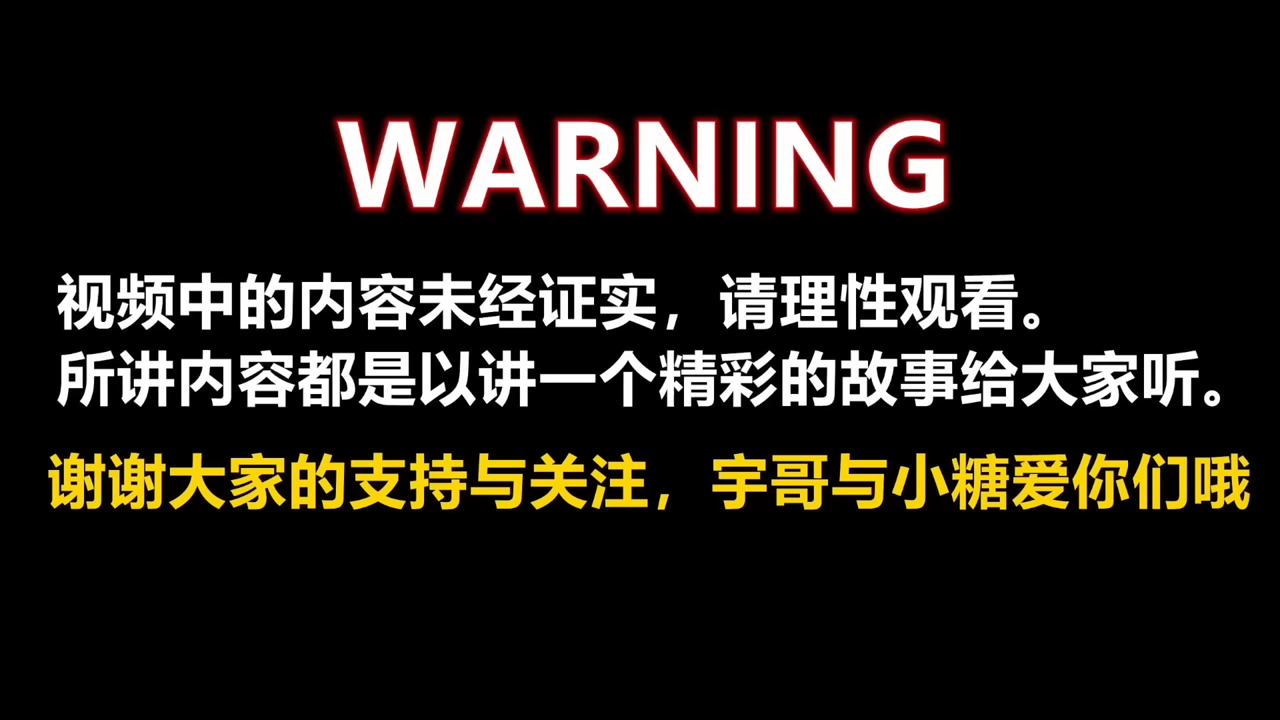 WARNING
视频中的内容未经证实，请理性观看。
所讲内容都是以讲一个精彩的故事给大家听。
谢谢大家的支持与关注，宇哥与小糖爱你们哦